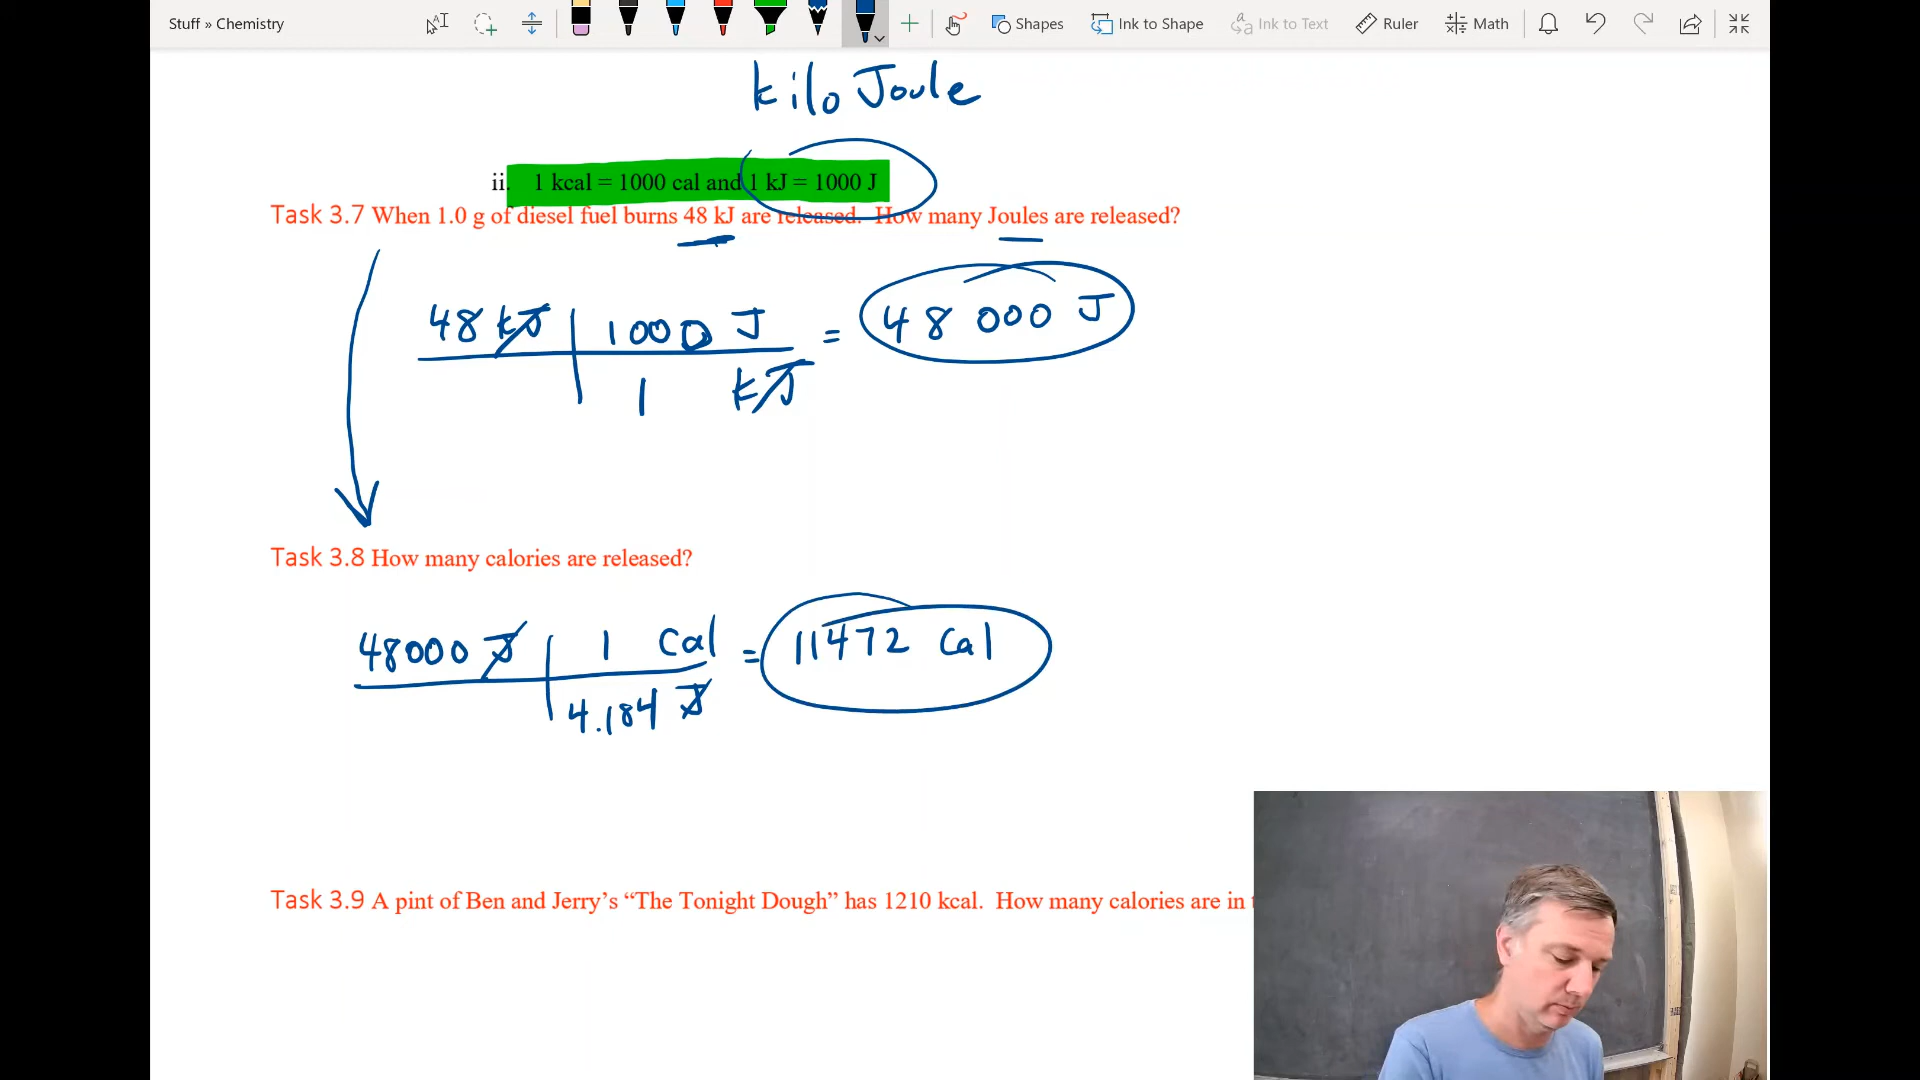 Stuff » Chemistry
Shapes
Ink to Shape
Ink to Text
Ruler
Math
kilo Joule
ii. 1 kcal = 1000 cal and 1 kJ = 1000 J
Task 3.7 When 1.0 g of diesel fuel burns 48 kJ are released. How many Joules are released?
48 kJ | 1000 J = 48 000 J
1 kJ
Task 3.8 How many calories are released?
48000 J | 1 Cal = 11472 Cal
4.184 J
Task 3.9 A pint of Ben and Jerry’s “The Tonight Dough” has 1210 kcal. How many calories are in